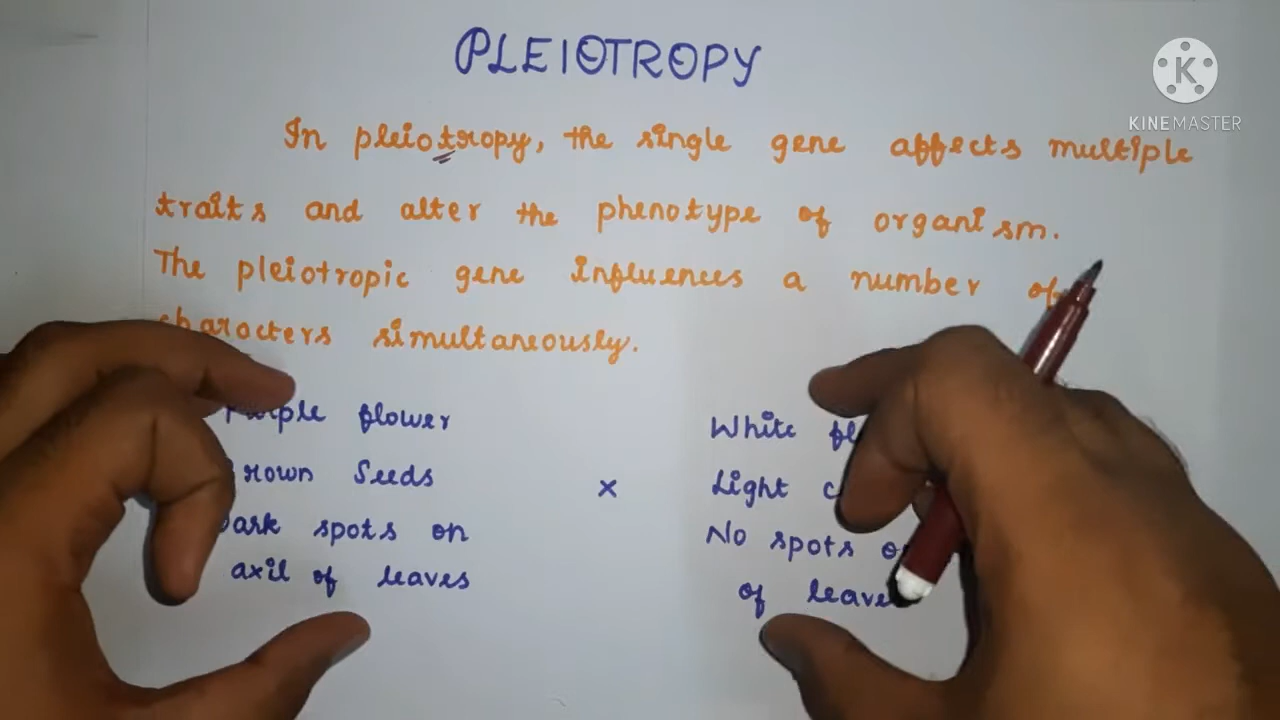 PLEIOTROPY
KINEMASTER
In pleiotropy, the single gene affects multiple
traits and alter the phenotype of organism.
The pleiotropic gene influences a number of
characters simultaneously.
Purple flower
White
Brown Seeds
x
Light
Dark spots on
No spots
axil of leaves
of leaves